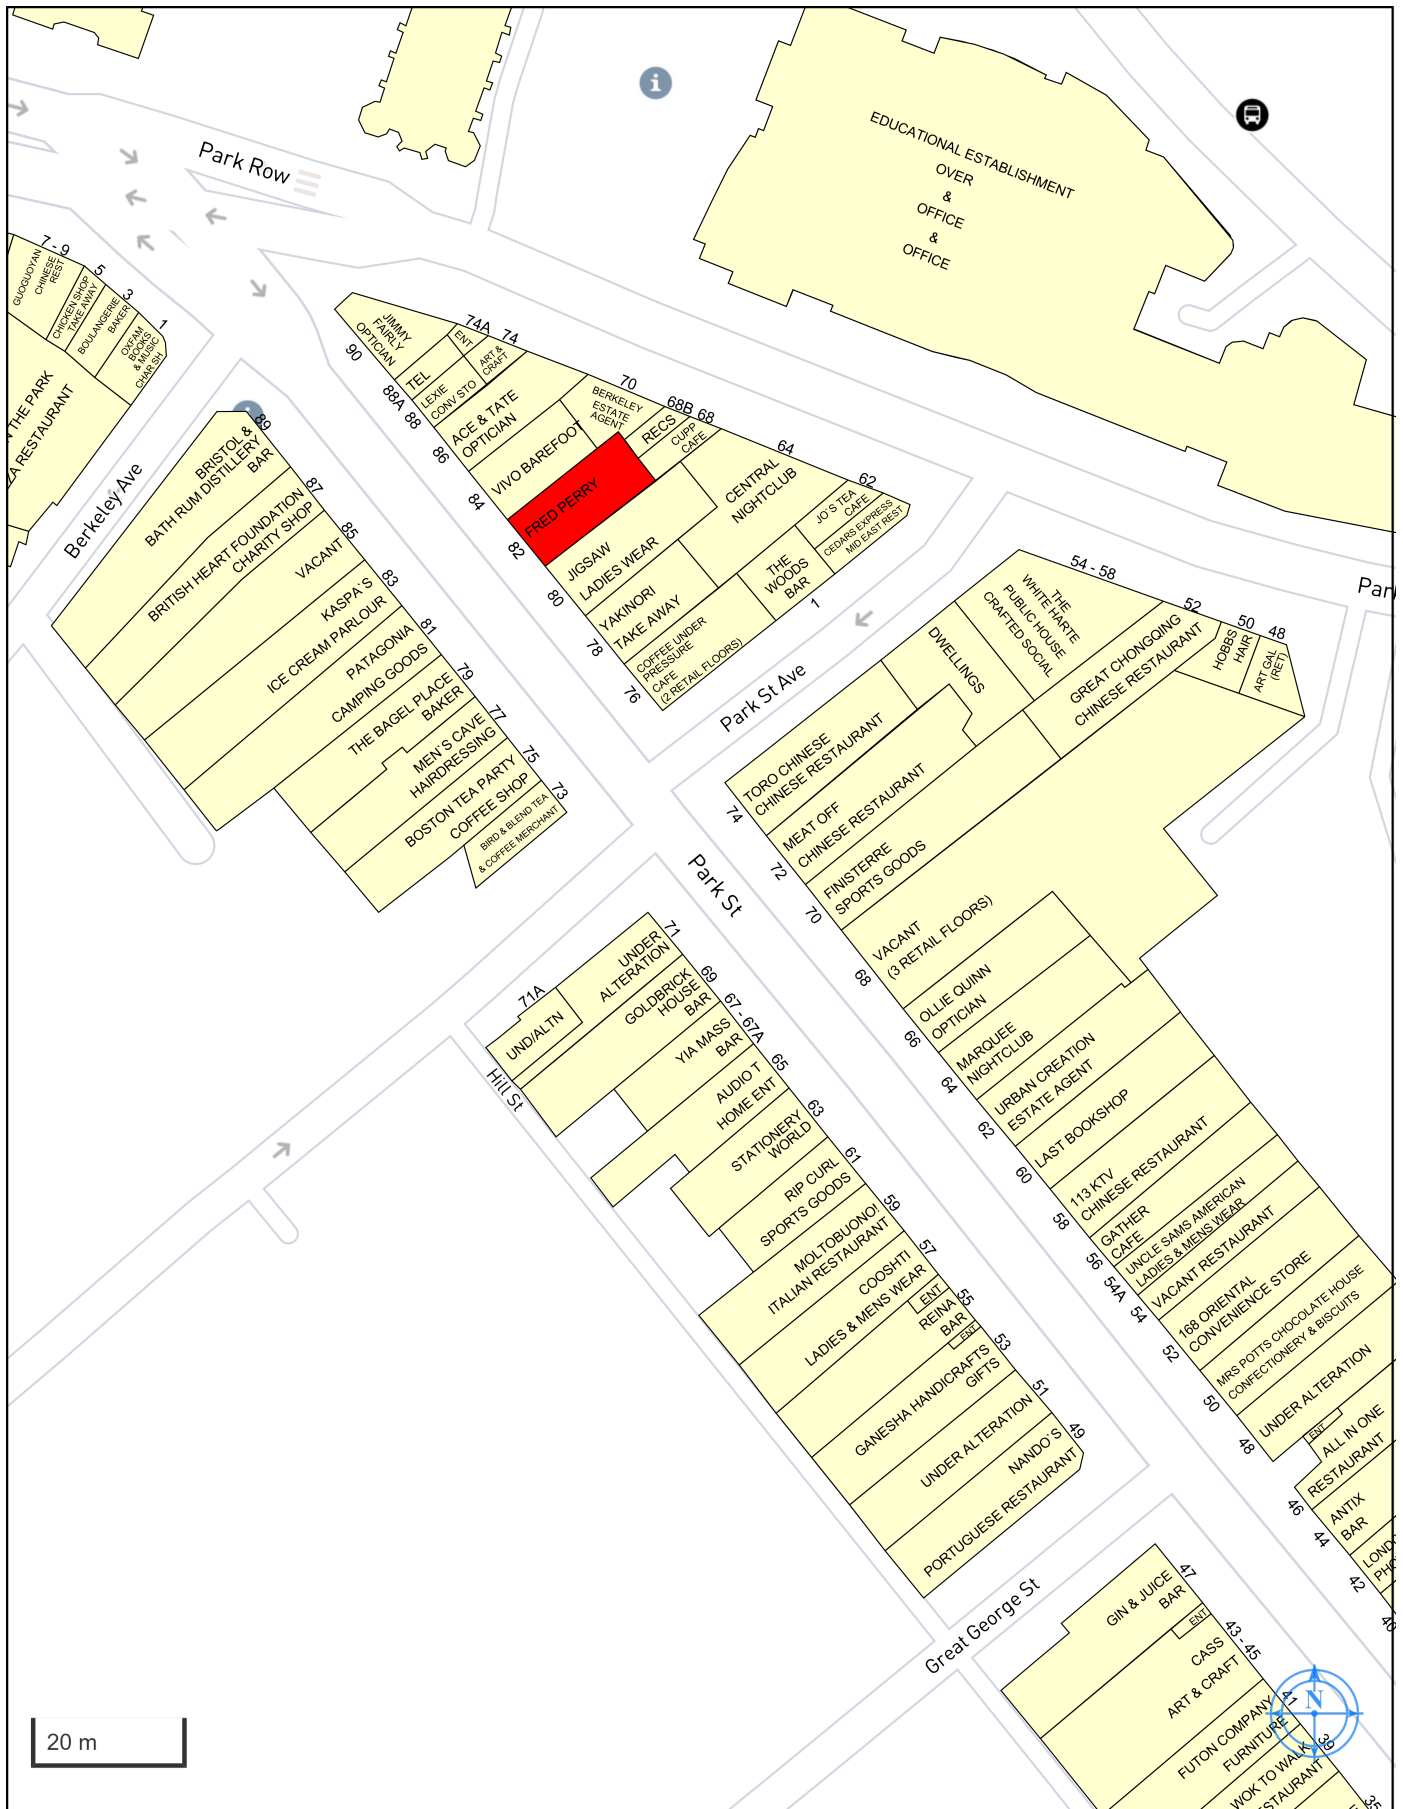 Park Row
EDUCATIONAL ESTABLISHMENT
OVER
&
OFFICE
&
OFFICE
7 - 9
5
3
1
GUOGUOYAN
CHINESE
REST
CHICKEN SHOP
TAKE AWAY
BOULANGERIE
BAKER
OXFAM
BOOKS
& MUSIC
CHAR SH
N THE PARK
ZA RESTAURANT
Berkeley Ave
90
JIMMY
FAIRLY
OPTICIAN
74A
ENT
74
ART &
CRAFT
88A
TEL
88
LEXIE
CONV STO
86
ACE & TATE
OPTICIAN
84
VIVO BAREFOOT
70
BERKELEY
ESTATE
AGENT
68B
RECS
68
CUPP
CAFE
82
FRED PERRY
64
CENTRAL
NIGHTCLUB
62
JO'S TEA
CAFE
CEDARS EXPRESS
MID EAST REST
80
JIGSAW
LADIES WEAR
78
YAKINORI
TAKE AWAY
76
COFFEE UNDER
PRESSURE
CAFE
(2 RETAIL FLOORS)
THE
WOODS
BAR
1
Park St Ave
89
BRISTOL &
BATH RUM DISTILLERY
BAR
87
BRITISH HEART FOUNDATION
CHARITY SHOP
85
VACANT
83
KASPA'S
ICE CREAM PARLOUR
81
PATAGONIA
CAMPING GOODS
79
THE BAGEL PLACE
BAKER
77
MEN'S CAVE
HAIRDRESSING
75
BOSTON TEA PARTY
COFFEE SHOP
73
BIRD & BLEND TEA
& COFFEE MERCHANT
54 - 58
THE
WHITE HARTE
PUBLIC HOUSE
CRAFTED SOCIAL
DWELLINGS
52
GREAT CHONGQING
CHINESE RESTAURANT
50
HOBBS
HAIR
48
ART GAL
(RET)
Park
74
TORO CHINESE
CHINESE RESTAURANT
72
MEAT OFF
CHINESE RESTAURANT
70
FINISTERRE
SPORTS GOODS
68
VACANT
(3 RETAIL FLOORS)
66
OLLIE QUINN
OPTICIAN
64
MARQUEE
NIGHTCLUB
62
URBAN CREATION
ESTATE AGENT
60
LAST BOOKSHOP
58
113 KTV
CHINESE RESTAURANT
56
GATHER
CAFE
54A
UNCLE SAMS AMERICAN
LADIES & MENS WEAR
54
VACANT RESTAURANT
52
168 ORIENTAL
CONVENIENCE STORE
50
MRS POTTS CHOCOLATE HOUSE
CONFECTIONERY & BISCUITS
48
UNDER ALTERATION
ENT
46
ALL IN ONE
RESTAURANT
44
ANTIX
BAR
42
LOND
PHO
40
Park St
71
UNDER
ALTERATION
71A
UND/ALTN
Hill St
69
GOLDBRICK
HOUSE
BAR
67 - 67A
YIA MASS
BAR
65
AUDIO T
HOME ENT
63
STATIONERY
WORLD
61
RIP CURL
SPORTS GOODS
59
MOLTOBUONO!
ITALIAN RESTAURANT
57
COOSHTI
LADIES & MENS WEAR
55
ENT
REINA
BAR
ENT
53
GANESHA HANDICRAFTS
GIFTS
51
UNDER ALTERATION
49
NANDO'S
PORTUGUESE RESTAURANT
Great George St
47
GIN & JUICE
BAR
ENT
43 - 45
CASS
ART & CRAFT
41
FUTON COMPANY
FURNITURE
39
WOK TO WALK
STAURANT
35
N
20 m